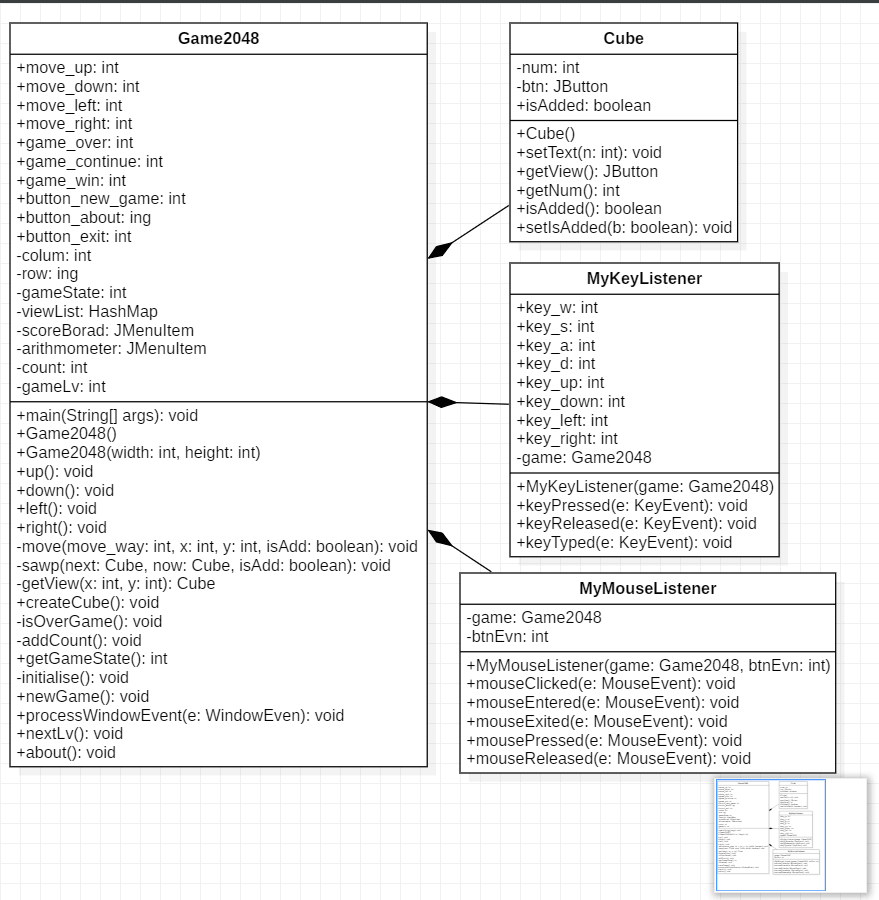 Game2048
+move_up: int
+move_down: int
+move_left: int
+move_right: int
+game_over: int
+game_continue: int
+game_win: int
+button_new_game: int
+button_about: ing
+button_exit: int
-colum: int
-row: ing
-gameState: int
-viewList: HashMap
-scoreBorad: JMenuItem
-arithmometer: JMenuItem
-count: int
-gameLv: int
+main(String[] args): void
+Game2048()
+Game2048(width: int, height: int)
+up(): void
+down(): void
+left(): void
+right(): void
-move(move_way: int, x: int, y: int, isAdd: boolean): void
-sawp(next: Cube, now: Cube, isAdd: boolean): void
-getView(x: int, y: int): Cube
+createCube(): void
-isOverGame(): void
-addCount(): void
+getGameState(): int
-initialise(): void
+newGame(): void
+processWindowEvent(e: WindowEven): void
+nextLv(): void
+about(): void
Cube
-num: int
-btn: JButton
+isAdded: boolean
+Cube()
+setText(n: int): void
+getView(): JButton
+getNum(): int
+isAdded(): boolean
+setIsAdded(b: boolean): void
MyKeyListener
+key_w: int
+key_s: int
+key_a: int
+key_d: int
+key_up: int
+key_down: int
+key_left: int
+key_right: int
-game: Game2048
+MyKeyListener(game: Game2048)
+keyPressed(e: KeyEvent): void
+keyReleased(e: KeyEvent): void
+keyTyped(e: KeyEvent): void
MyMouseListener
-game: Game2048
-btnEvn: int
+MyMouseListener(game: Game2048, btnEvn: int)
+mouseClicked(e: MouseEvent): void
+mouseEntered(e: MouseEvent): void
+mouseExited(e: MouseEvent): void
+mousePressed(e: MouseEvent): void
+mouseReleased(e: MouseEvent): void